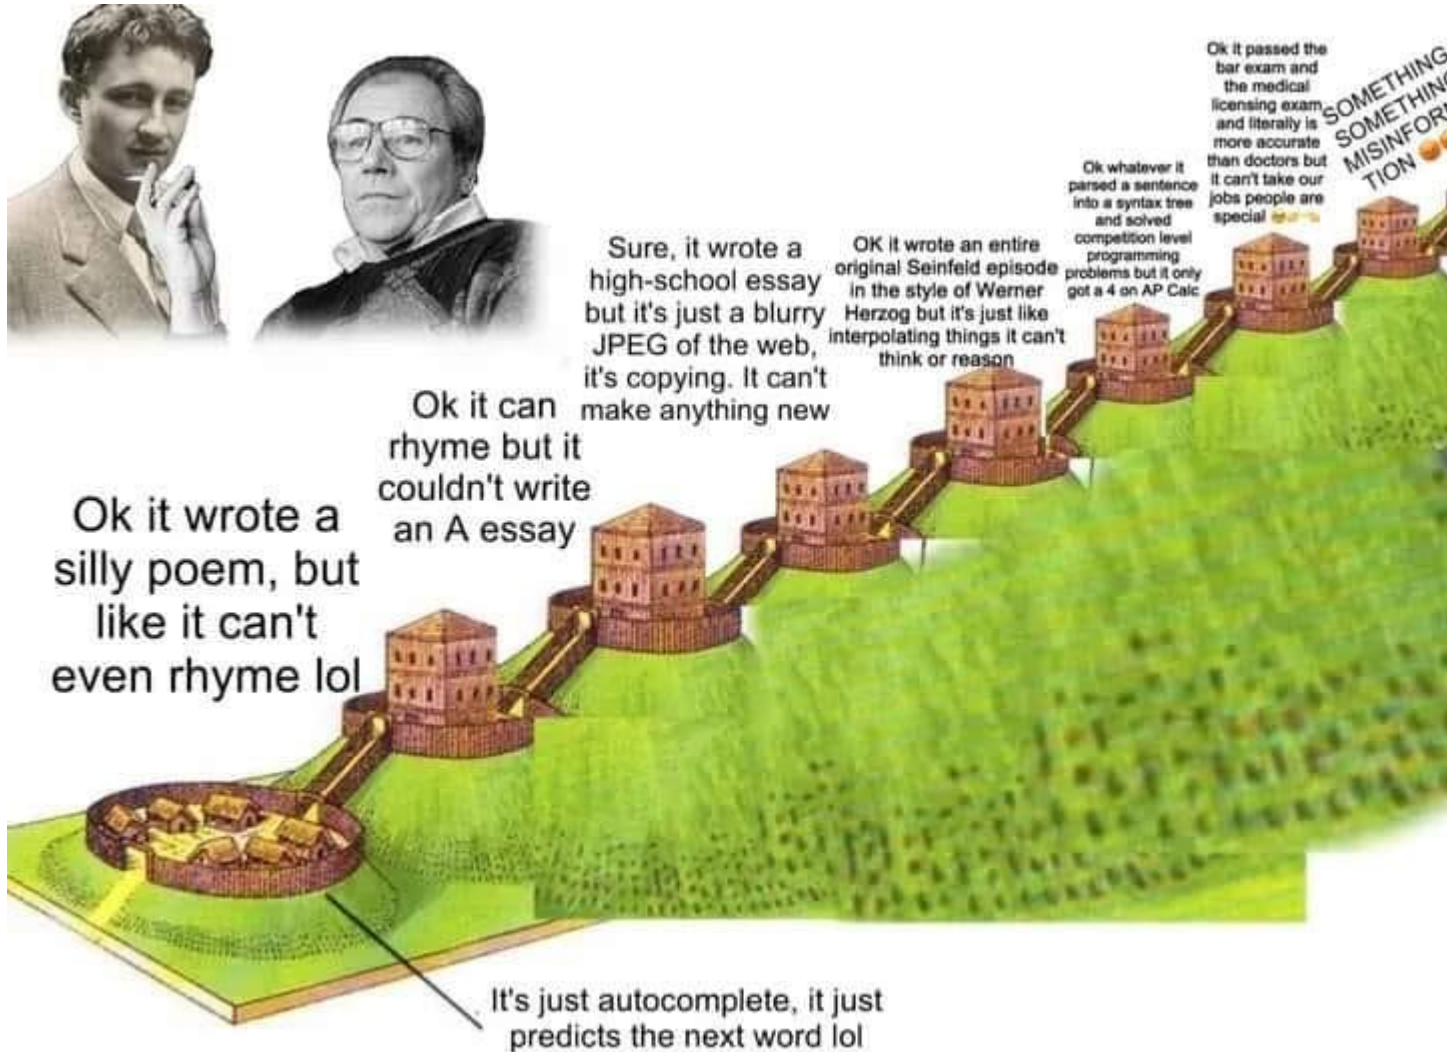 It's just autocomplete, it just
predicts the next word lol
Ok it wrote a
silly poem, but
like it can't
even rhyme lol
Ok it can
rhyme but it
couldn't write
an A essay
Sure, it wrote a
high-school essay
but it's just a blurry
JPEG of the web,
it's copying. It can't
make anything new
OK it wrote an entire
original Seinfeld episode
in the style of Werner
Herzog but it's just like
interpolating things it can't
think or reason
Ok whatever it
parsed a sentence
into a syntax tree
and solved
competition level
programming
problems but it only
got a 4 on AP Calc
Ok it passed the
bar exam and
the medical
licensing exam
and literally is
more accurate
than doctors but
it can't take our
jobs people are
special
SOMETHING
SOMETHING
MISINFOR
TION